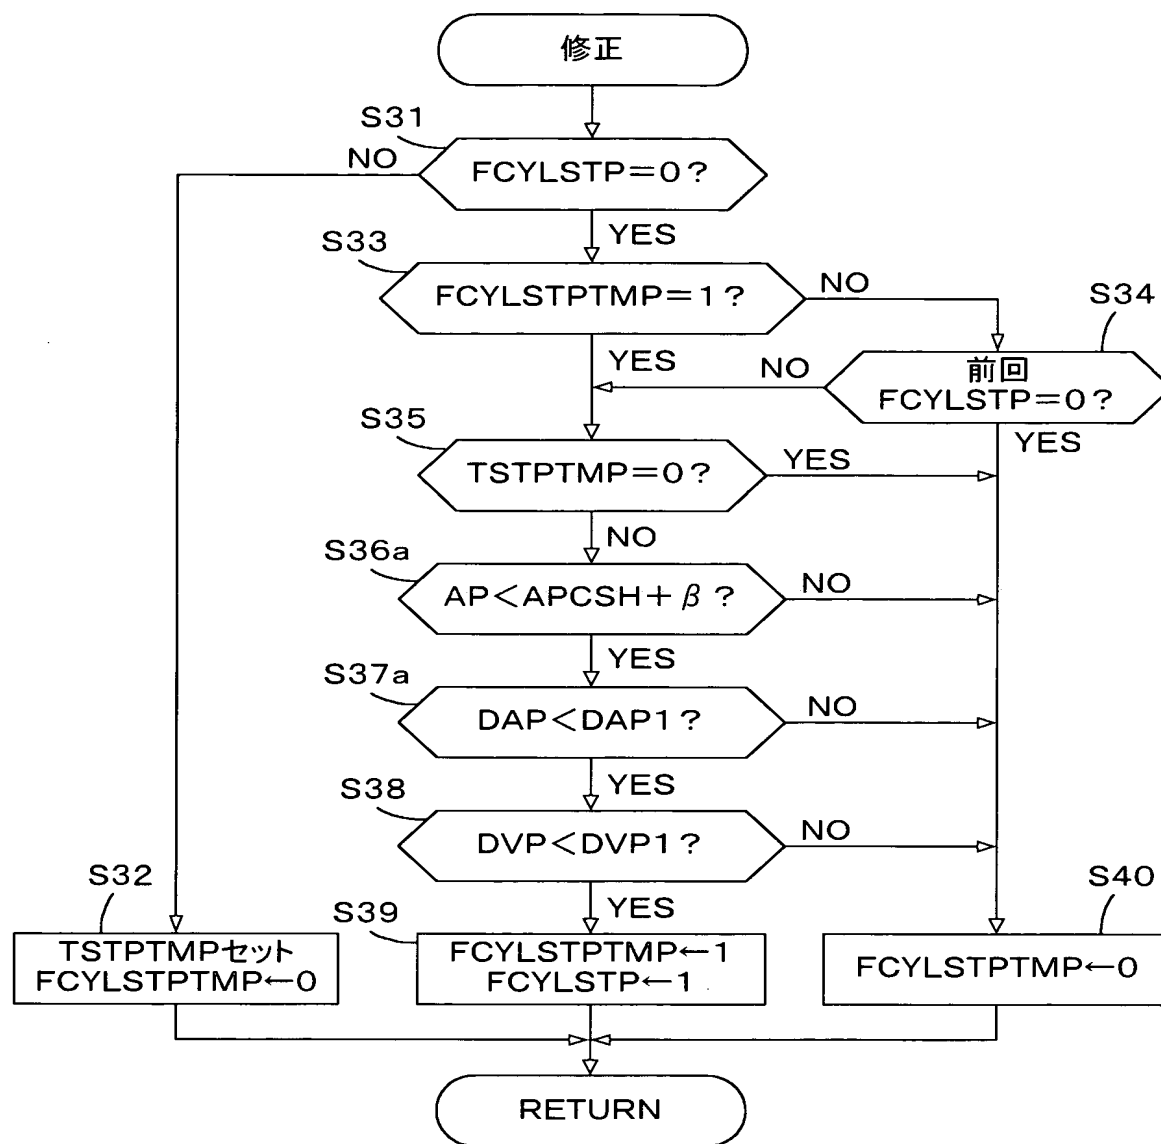 修正
S31
NO
FCYLSTP=0?
YES
S33
FCYLSTPTMP=1?
NO
S34
YES
NO
前回
FCYLSTP=0?
YES
S35
TSTPTMP=0?
YES
NO
S36a
AP<APCSH+β?
NO
YES
S37a
DAP<DAP1?
NO
YES
S38
DVP<DVP1?
NO
YES
S32
TSTPTMPセット
FCYLSTPTMP←0
S39
FCYLSTPTMP←1
FCYLSTP←1
S40
FCYLSTPTMP←0
RETURN